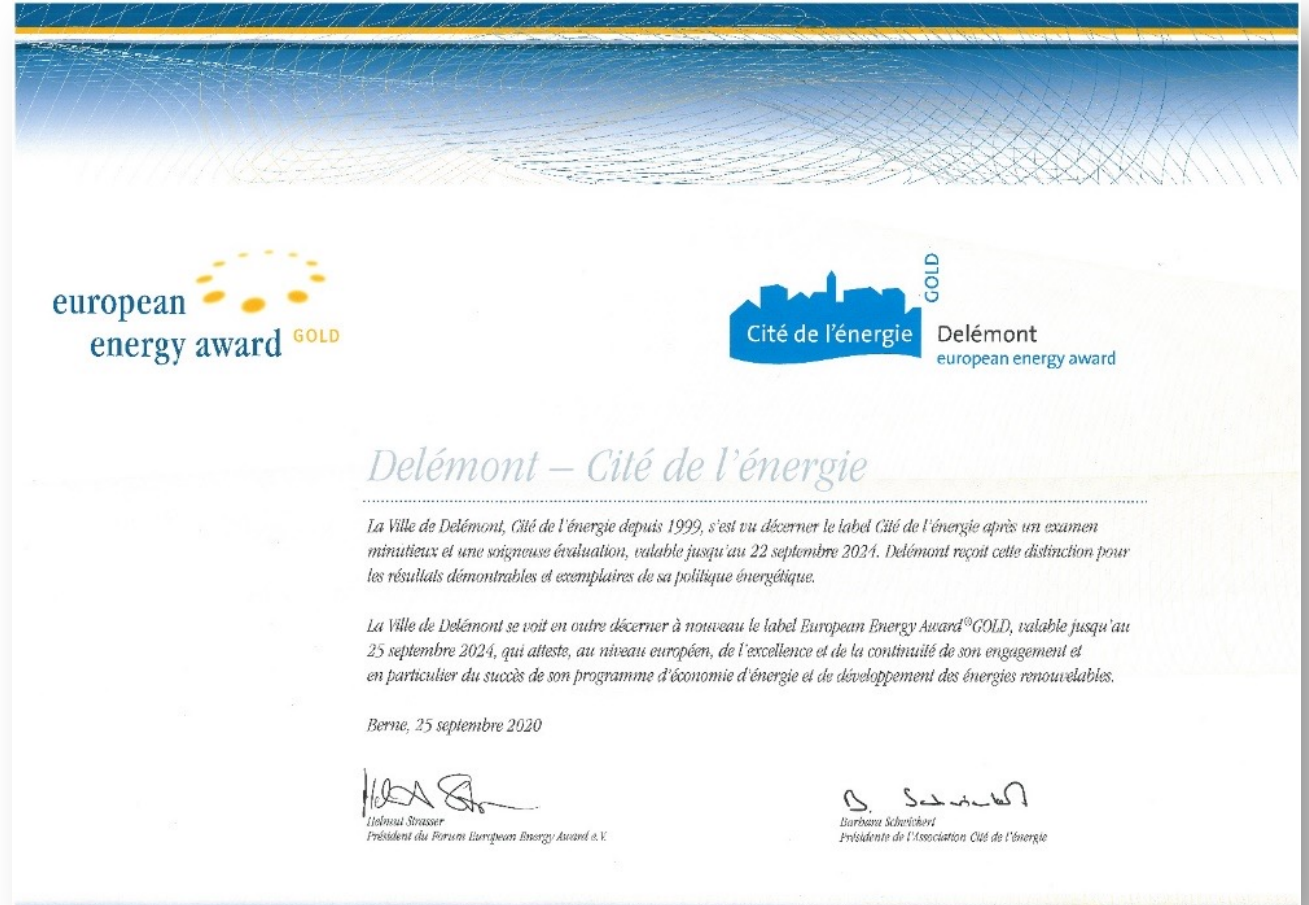 european
energy award GOLD
GOLD
Cité de l'énergie
Delémont
european energy award
Delémont – Cité de l'énergie
La Ville de Delémont, Cité de l'énergie depuis 1999, s'est vu décerner le label Cité de l'énergie après un examen
minutieux et une soigneuse évaluation, valable jusqu'au 22 septembre 2024. Delémont reçoit cette distinction pour
les résultats démontrables et exemplaires de sa politique énergétique.
La Ville de Delémont se voit en outre décerner à nouveau le label European Energy Award®GOLD, valable jusqu'au
25 septembre 2024, qui atteste, au niveau européen, de l'excellence et de la continuité de son engagement et
en particulier du succès de son programme d'économie d'énergie et de développement des énergies renouvelables.
Berne, 25 septembre 2020
Helmut Strasser
Président du Forum European Energy Award e.V.
B. Schwickert
Barbara Schwickert
Présidente de l'Association Cité de l'énergie